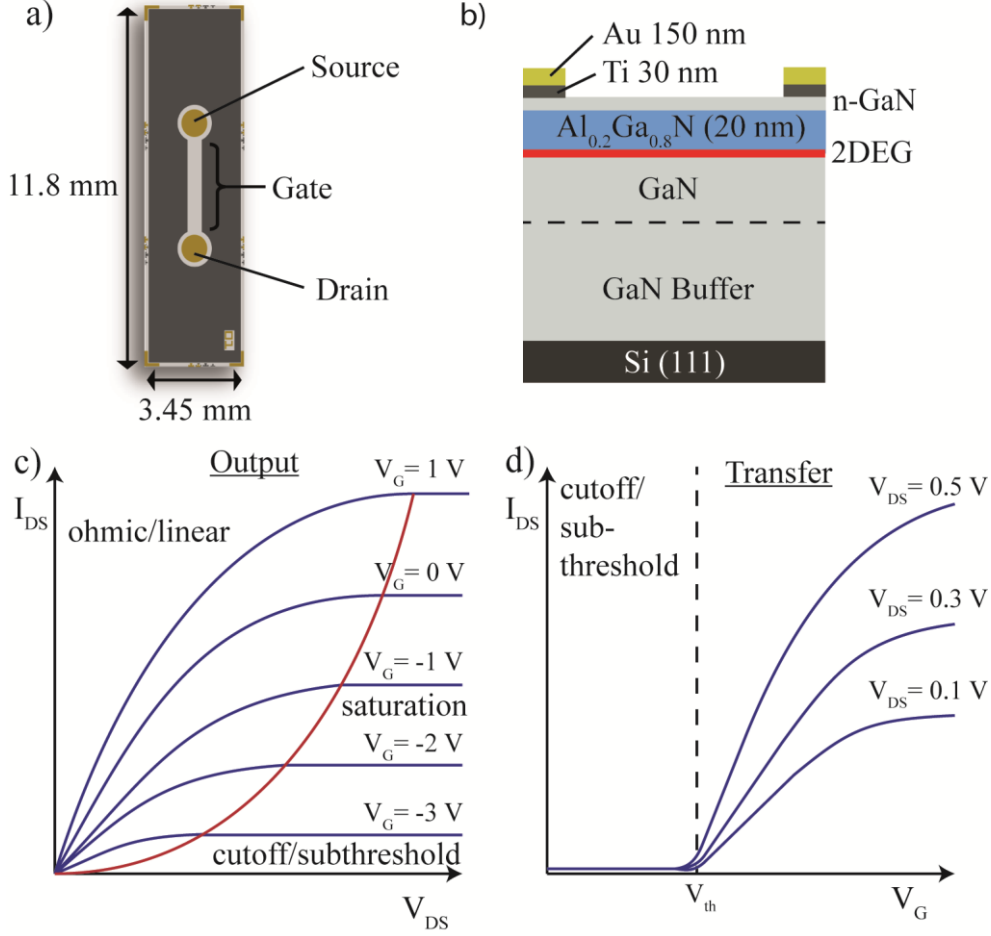 a)
Source
11.8 mm
Gate
Drain
3.45 mm
b)
Au 150 nm
Ti 30 nm
n-GaN
Al0.2Ga0.8N (20 nm)
2DEG
GaN
GaN Buffer
Si (111)
c)
Output
IDS
ohmic/linear
VG= 1 V
VG= 0 V
VG= -1 V
saturation
VG= -2 V
VG= -3 V
cutoff/subthreshold
VDS
d)
Transfer
IDS
cutoff/
sub-
threshold
VDS= 0.5 V
VDS= 0.3 V
VDS= 0.1 V
Vth
VG